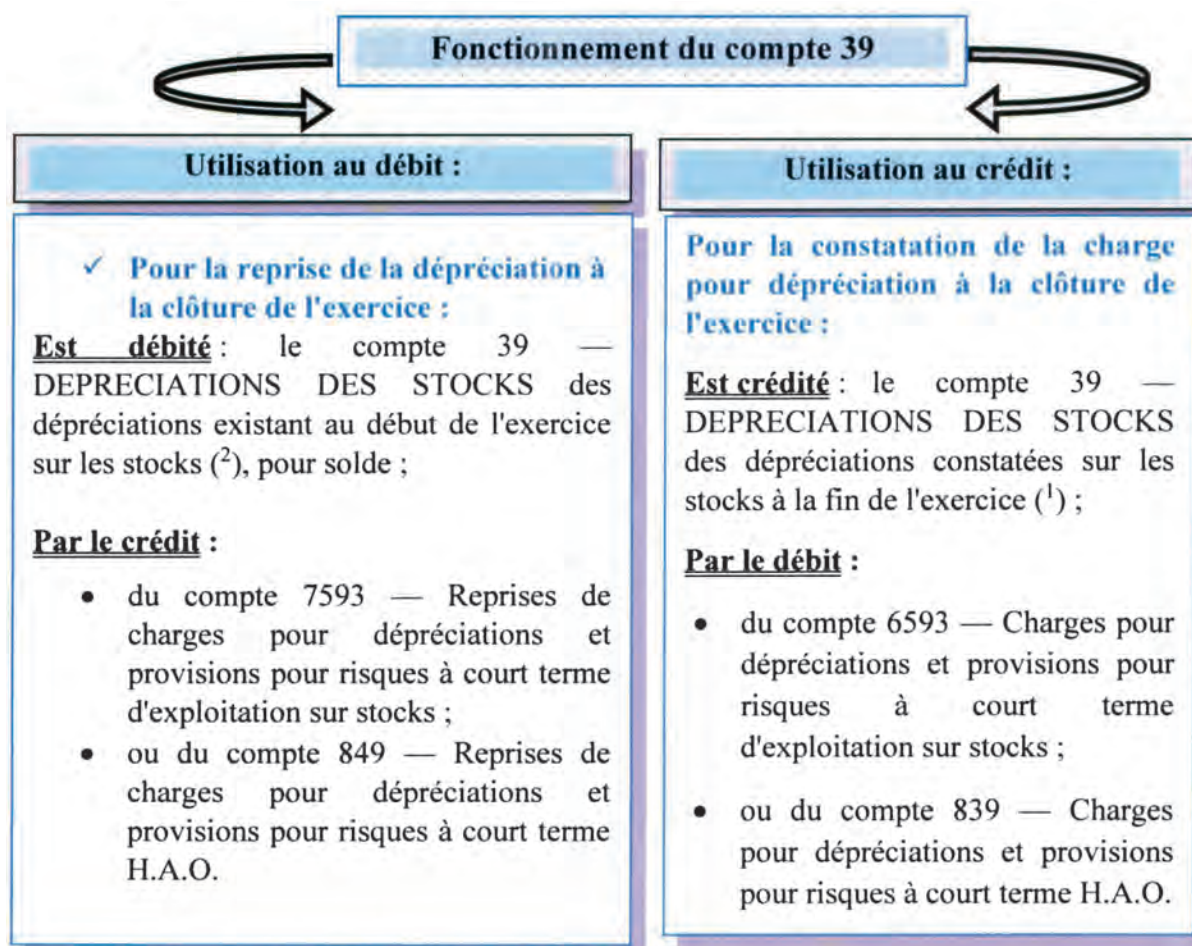 Fonctionnement du compte 39
Utilisation au débit :
✓ Pour la reprise de la dépréciation à
la clôture de l'exercice :
Est débité : le compte 39 —
DEPRECIATIONS DES STOCKS des
dépréciations existant au début de l'exercice
sur les stocks (²), pour solde ;
Par le crédit :
• du compte 7593 — Reprises de
charges pour dépréciations et
provisions pour risques à court terme
d'exploitation sur stocks ;
• ou du compte 849 — Reprises de
charges pour dépréciations et
provisions pour risques à court terme
H.A.O.
Utilisation au crédit :
Pour la constatation de la charge
pour dépréciation à la clôture de
l'exercice :
Est crédité : le compte 39 —
DEPRECIATIONS DES STOCKS
des dépréciations constatées sur les
stocks à la fin de l'exercice (¹) ;
Par le débit :
• du compte 6593 — Charges pour
dépréciations et provisions pour
risques à court terme
d'exploitation sur stocks ;
• ou du compte 839 — Charges
pour dépréciations et provisions
pour risques à court terme H.A.O.